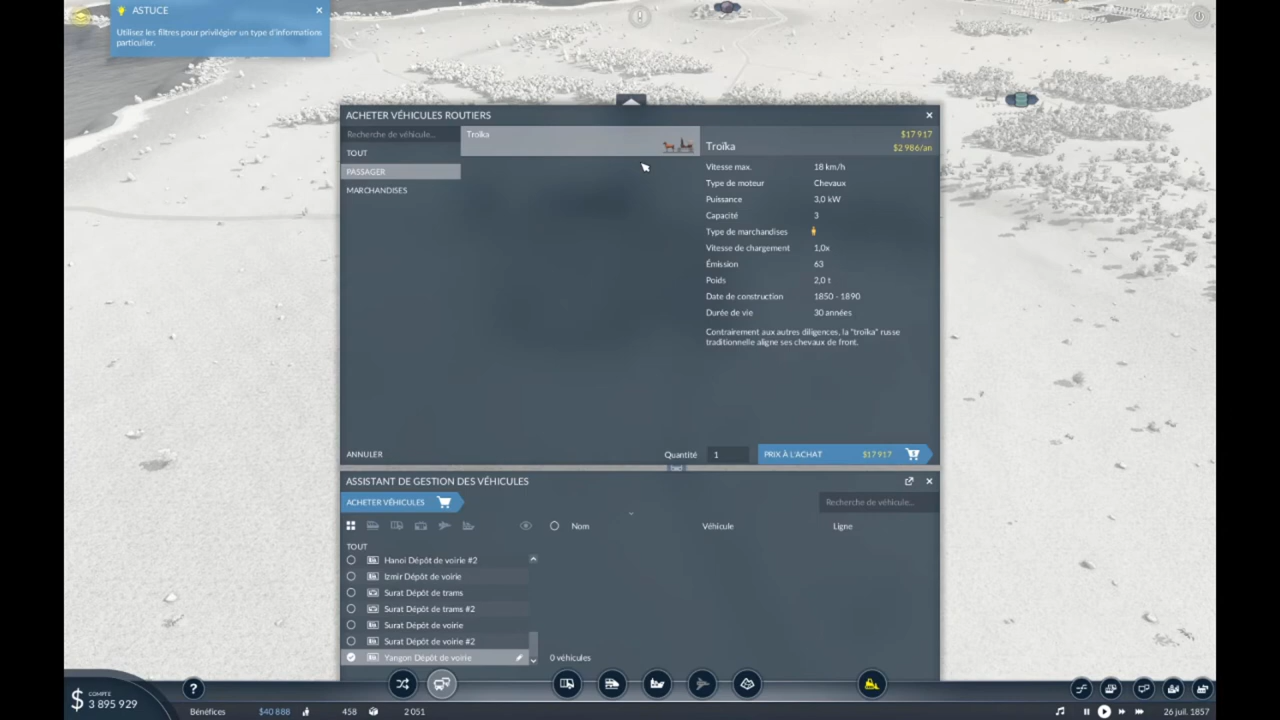 ASTUCE
Utilisez les filtres pour privilégier un type d'informations
particulier.
ACHETER VÉHICULES ROUTIERS
Recherche de véhicule...
TOUT
PASSAGER
MARCHANDISES
Troïka
Troïka
$17 917
$2 986/an
Vitesse max. 18 km/h
Type de moteur Chevaux
Puissance 3,0 kW
Capacité 3
Type de marchandises
Vitesse de chargement 1,0x
Émission 63
Poids 2,0 t
Date de construction 1850 - 1890
Durée de vie 30 années
Contrairement aux autres diligences, la "troïka" russe
traditionnelle aligne ses chevaux de front.
ANNULER
Quantité 1
PRIX À L'ACHAT $17 917
ASSISTANT DE GESTION DES VÉHICULES
ACHETER VÉHICULES
Recherche de véhicule...
Nom Véhicule Ligne
TOUT
Hanoï Dépôt de voirie #2
Izmir Dépôt de voirie
Surat Dépôt de trams
Surat Dépôt de trams #2
Surat Dépôt de voirie
Surat Dépôt de voirie #2
Yangon Dépôt de voirie
0 véhicules
$ COMPTE
3 895 929
?
Bénéfices $40 888 458 2 051
26 juil. 1857